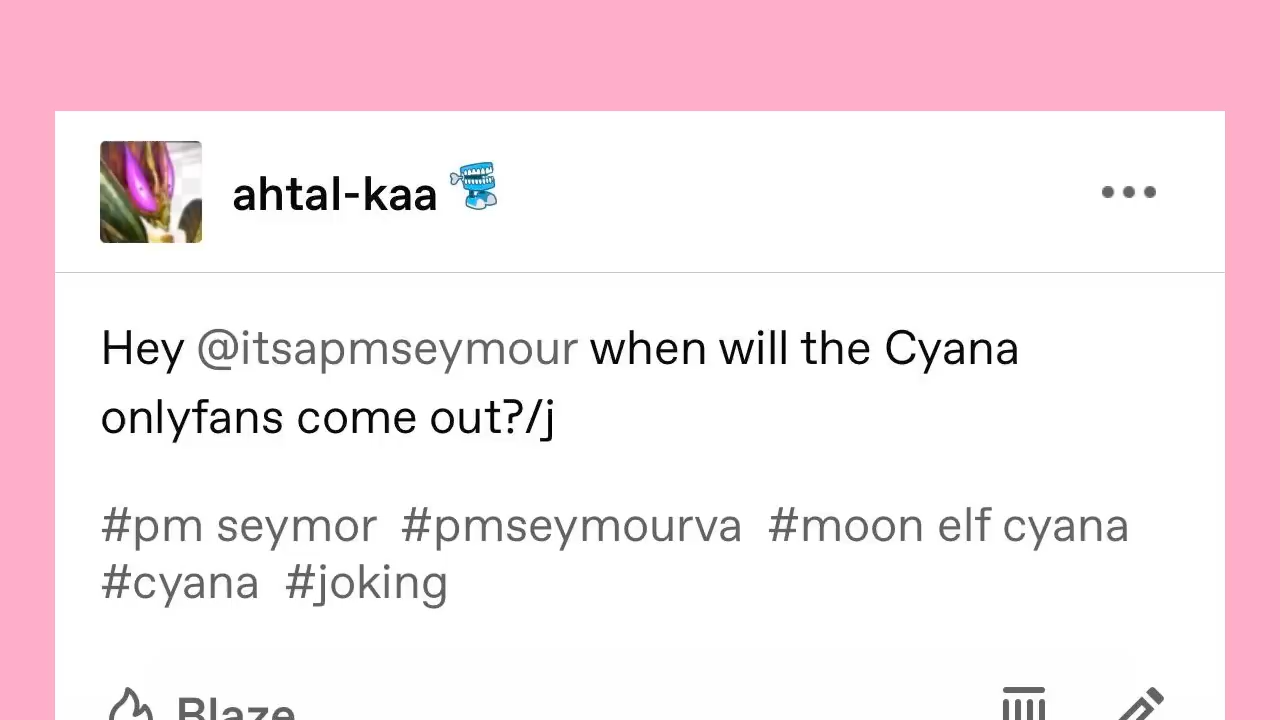 ahtal-kaa
Hey @itsapmseymour when will the Cyana
onlyfans come out?/j
#pm seymor #pmseymourva #moon elf cyana
#cyana #joking
Blaze